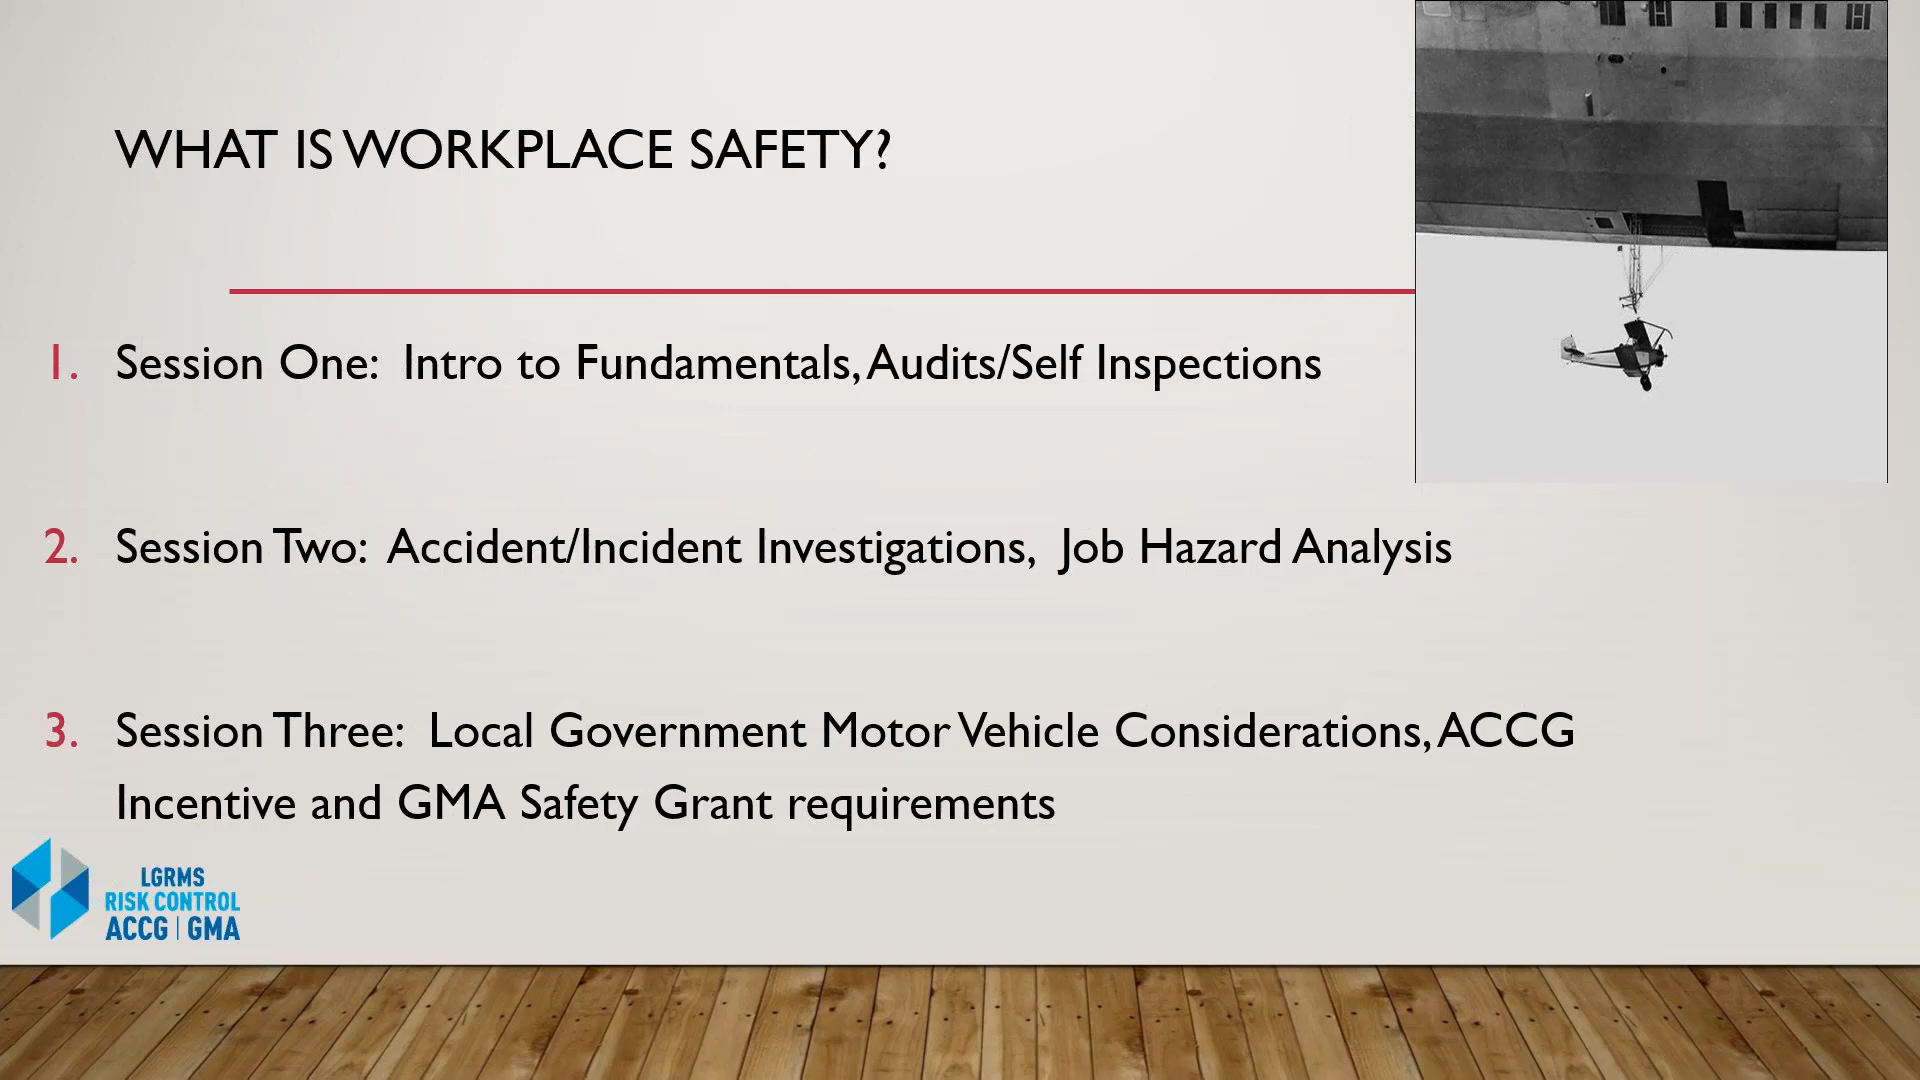 WHAT IS WORKPLACE SAFETY?
1. Session One: Intro to Fundamentals, Audits/Self Inspections
2. Session Two: Accident/Incident Investigations, Job Hazard Analysis
3. Session Three: Local Government Motor Vehicle Considerations, ACCG
Incentive and GMA Safety Grant requirements
LGRMS
RISK CONTROL
ACCG | GMA